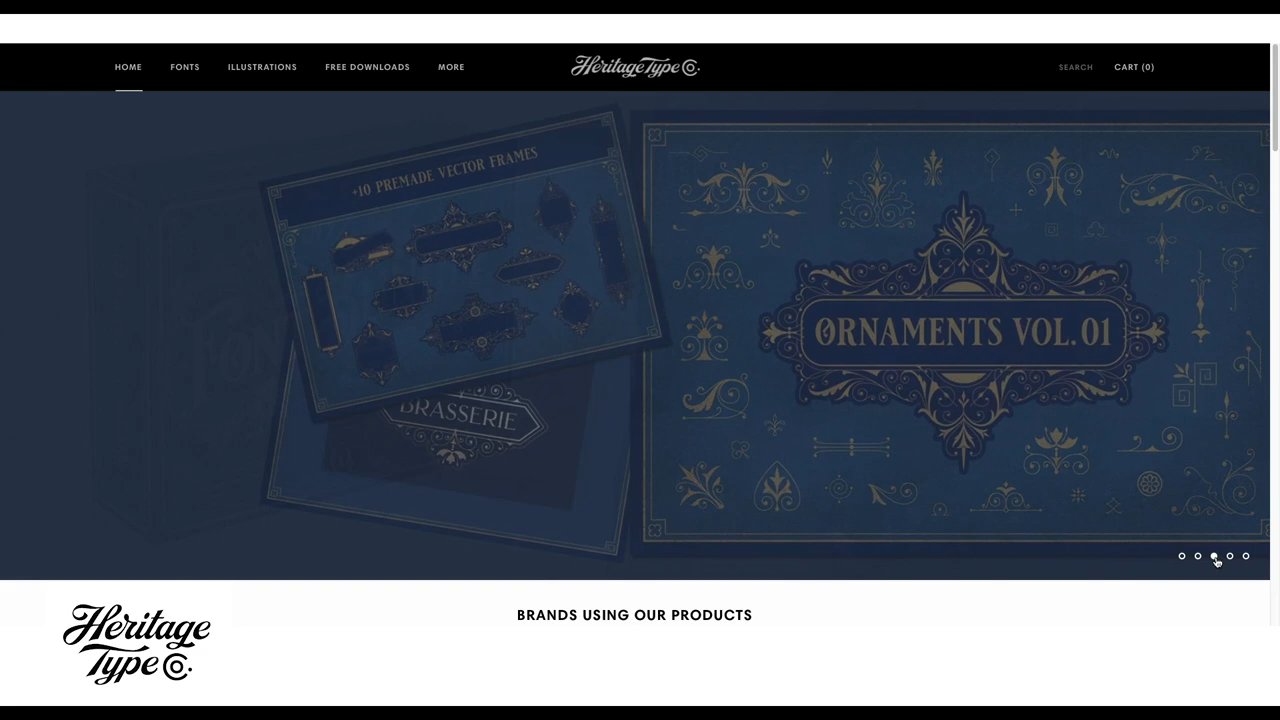 HOME FONTS ILLUSTRATIONS FREE DOWNLOADS MORE Heritage Type Co. SEARCH CART (0)
+10 PREMADE VECTOR FRAMES
ORNAMENTS VOL. 01
BRASSERIE
BRANDS USING OUR PRODUCTS
Heritage
Type Co.